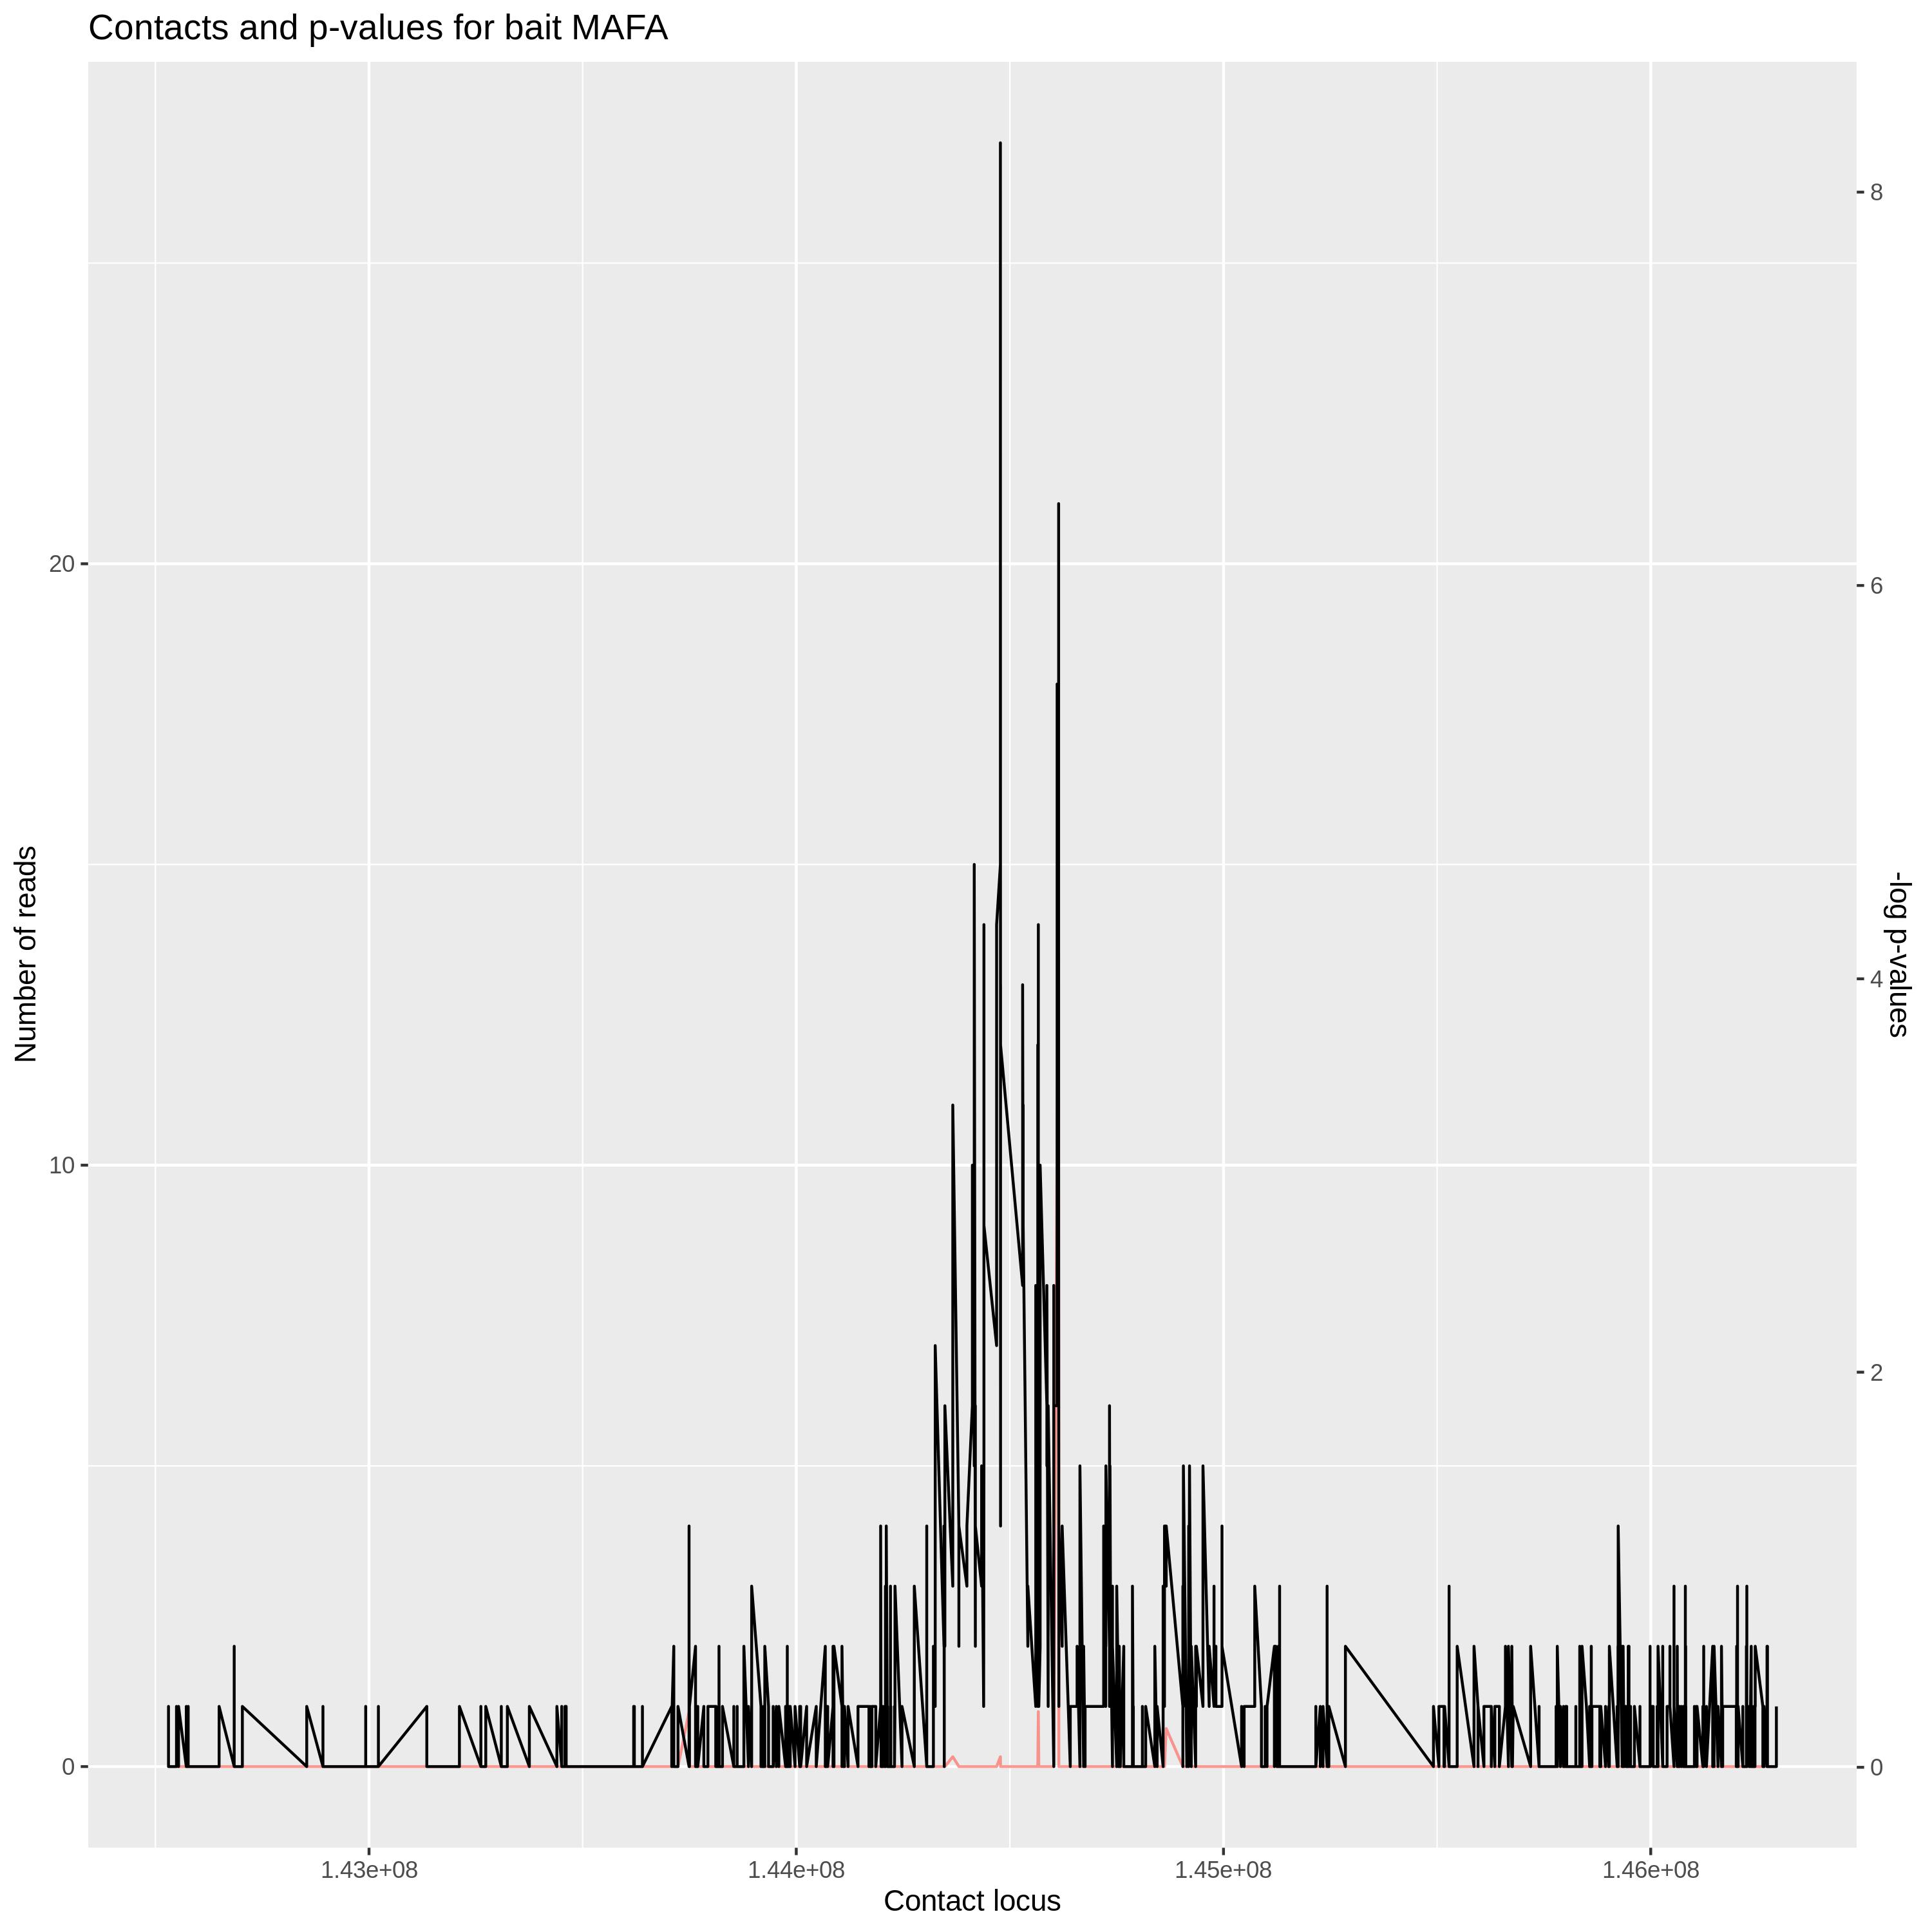 Contacts and p-values for bait MAFA
Number of reads
20
10
0
8
6
4
2
0
-log p-values
1.43e+08 1.44e+08 1.45e+08 1.46e+08
Contact locus